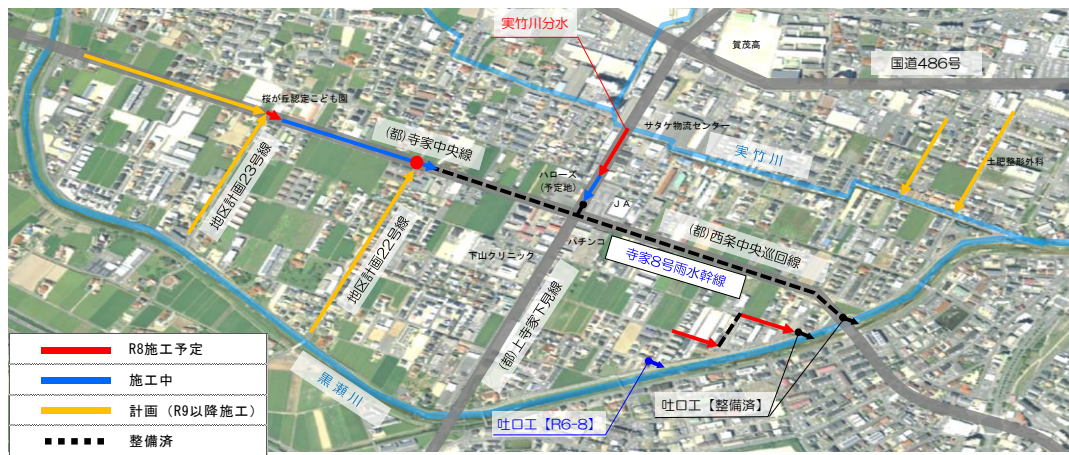 実竹川分水
賀茂高
国道486号
桜が丘認定こども園
(都)寺家中央線
サタケ物流センター
実竹川
土肥整形外科
地区計画23号線
ハローズ
(予定地)
JA
地区計画22号線
下山クリニック
パチンコ
(都)西条中央巡回線
寺家8号雨水幹線
(都)上寺家下見線
黒瀬川
吐口工【整備済】
吐口工【R6-8】
R8施工予定
施工中
計画（R9以降施工）
整備済